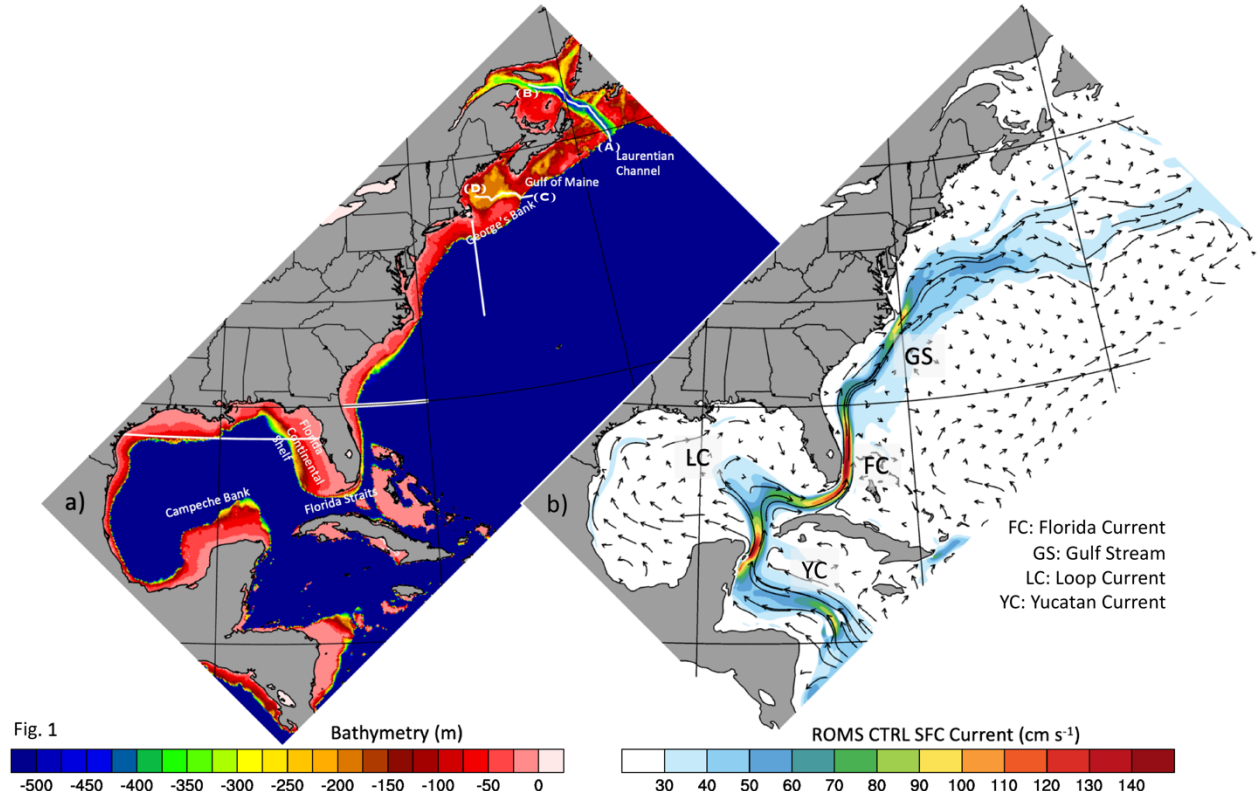 (B)
(A)
Laurentian
Channel
Gulf of Maine
(D)
(C)
George's Bank
Florida
Continental
Shelf
Campeche Bank
Florida Straits
a)
GS
LC
FC
YC
b)
FC: Florida Current
GS: Gulf Stream
LC: Loop Current
YC: Yucatan Current
Fig. 1
Bathymetry (m)
-500 -450 -400 -350 -300 -250 -200 -150 -100 -50 0
ROMS CTRL SFC Current (cm s⁻¹)
30 40 50 60 70 80 90 100 110 120 130 140